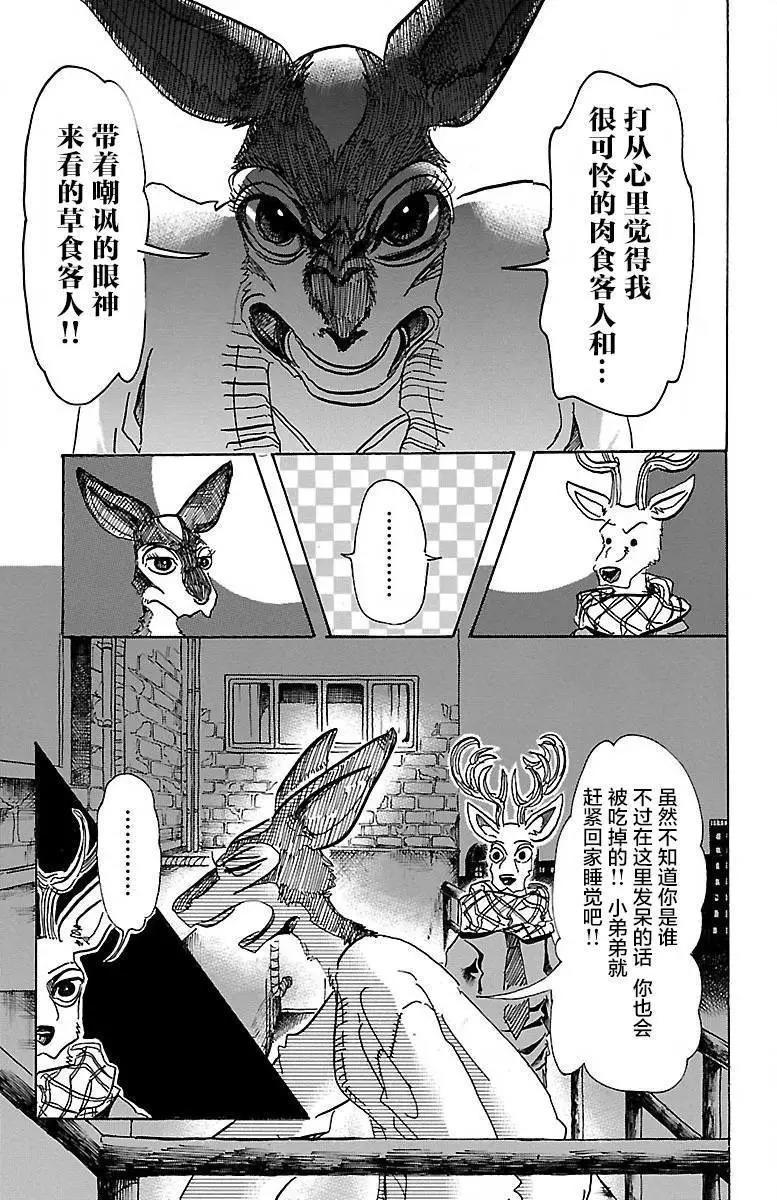 打从心里觉得我
很可怜的肉食客人和…
带着嘲讽的眼神
来看的草食客人!!
………
虽然不知道你是谁
不过在这里发呆的话 你也会
被吃掉的!! 小弟弟就
赶紧回家睡觉吧!!
………